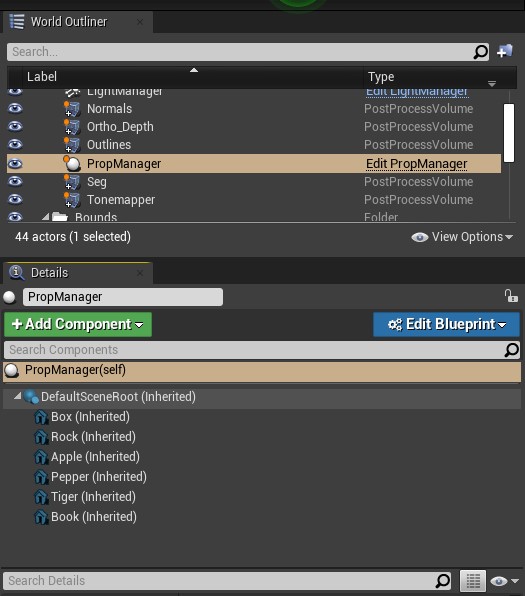 World Outliner
Search...
Label Type
LightManager Edit LightManager
Normals PostProcessVolume
Ortho_Depth PostProcessVolume
Outlines PostProcessVolume
PropManager Edit PropManager
Seg PostProcessVolume
Tonemapper PostProcessVolume
Bounds Folder
44 actors (1 selected) View Options
Details
PropManager
+Add Component Edit Blueprint
Search Components
PropManager(self)
DefaultSceneRoot (Inherited)
Box (Inherited)
Rock (Inherited)
Apple (Inherited)
Pepper (Inherited)
Tiger (Inherited)
Book (Inherited)
Search Details